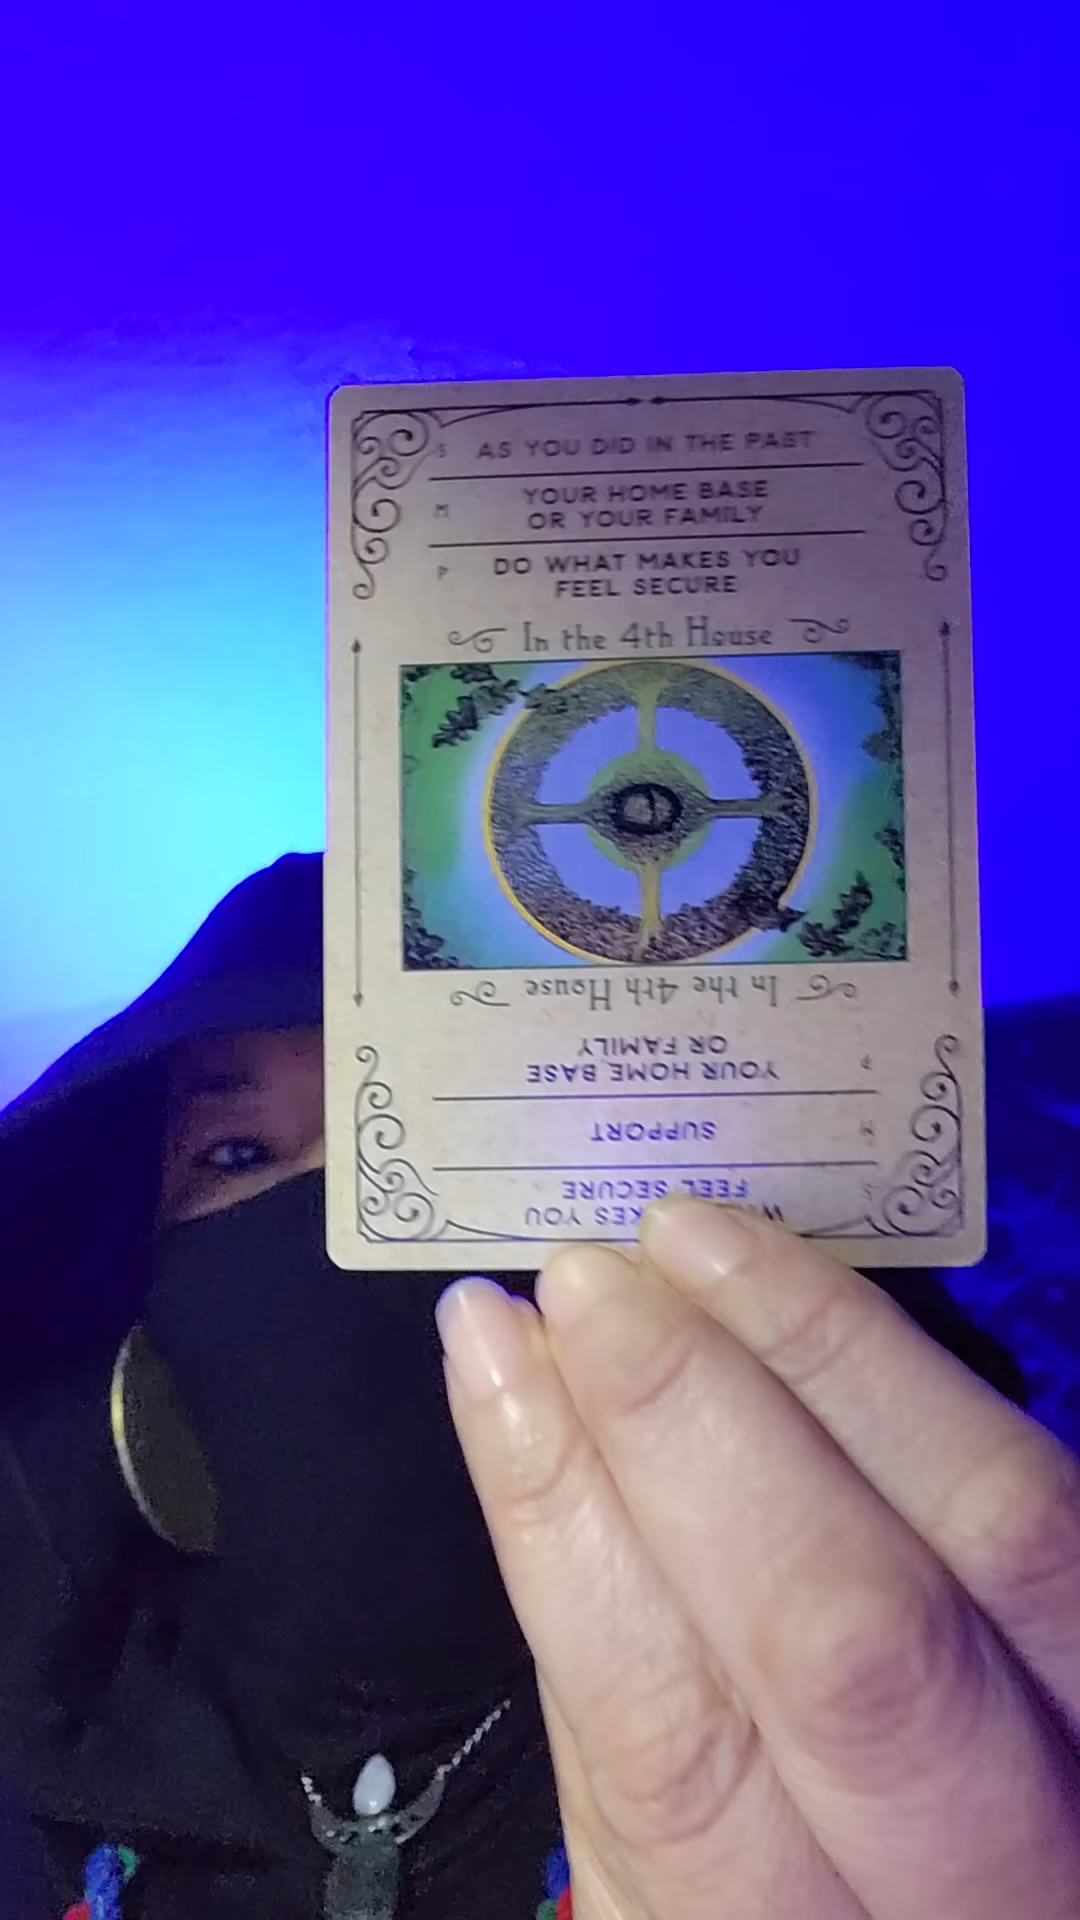 S AS YOU DID IN THE PAST
M YOUR HOME BASE
OR YOUR FAMILY
P DO WHAT MAKES YOU
FEEL SECURE
In the 4th House
In the 4th House
P YOUR HOME BASE
OR FAMILY
M SUPPORT
S YOU
FEEL SECURE